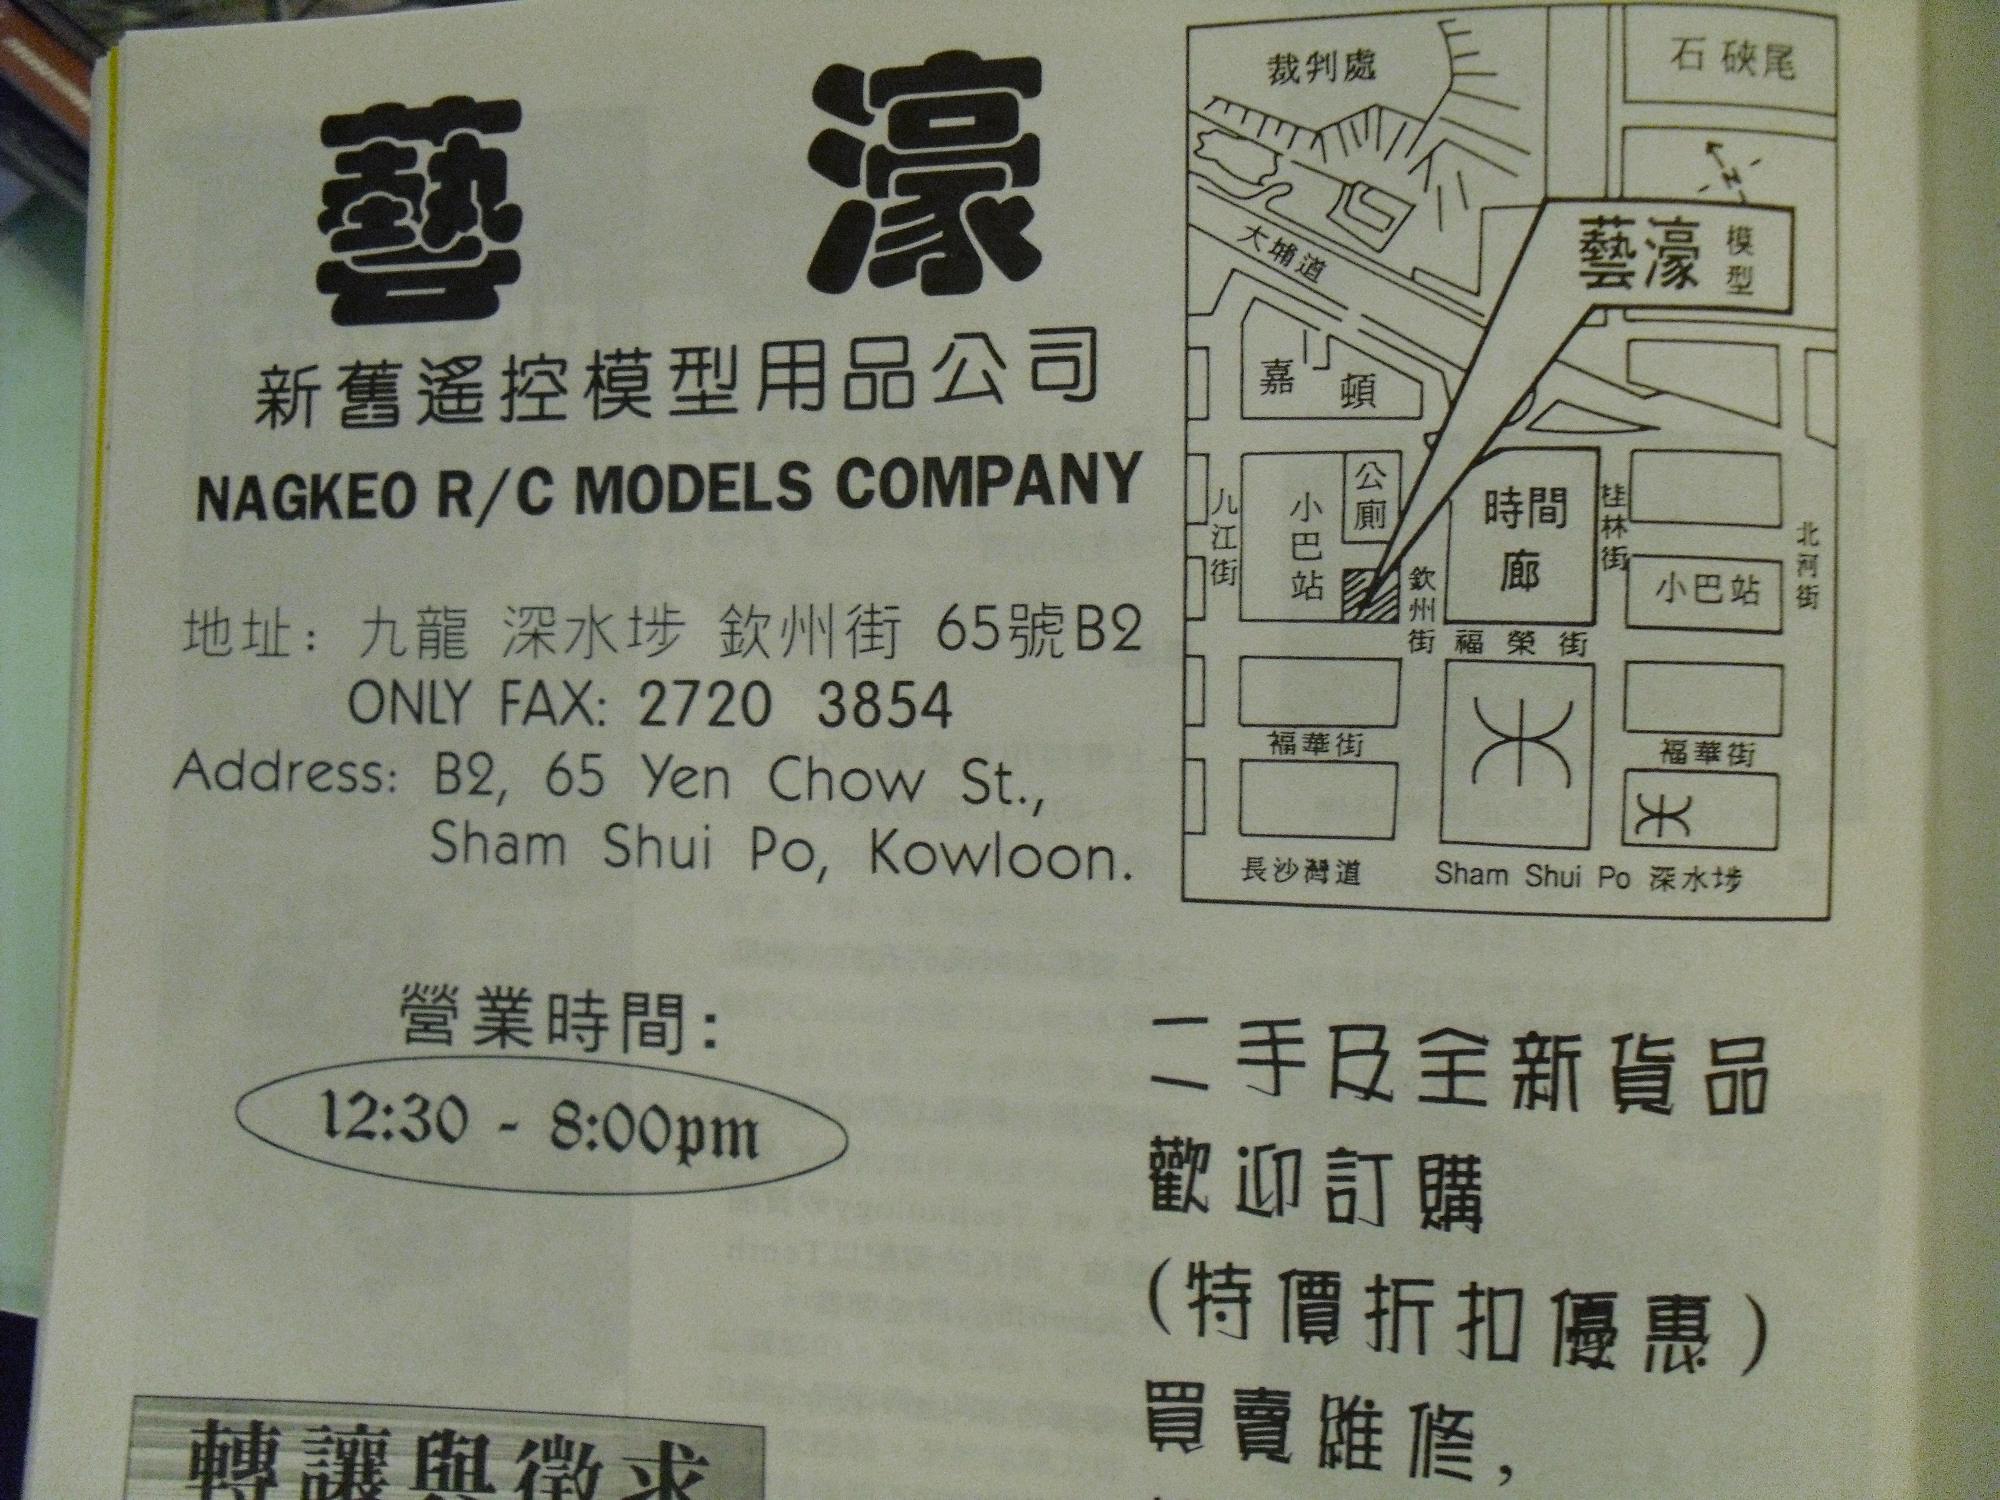 藝 濠
新舊遙控模型用品公司
NAGKEO R/C MODELS COMPANY
地址：九龍 深水埗 欽州街 65號B2
ONLY FAX: 2720 3854
Address: B2, 65 Yen Chow St.,
Sham Shui Po, Kowloon.
營業時間：
12:30 - 8:00pm
裁判處
石硤尾
N
藝濠 模型
大埔道
嘉頓
九江街
小巴站
公廁
欽州街
時間廊
桂林街
小巴站
北河街
福榮街
福華街
福華街
長沙灣道
Sham Shui Po 深水埗
二手及全新貨品
歡迎訂購
(特價折扣優惠)
買賣維修,
轉讓與徵求